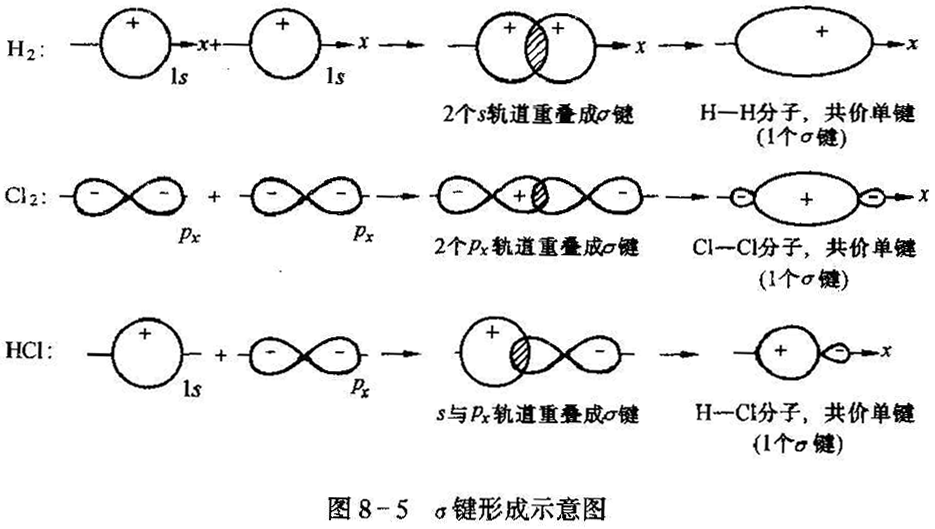 H₂: + x+ + x + + x + x
1s 1s
2个s轨道重叠成σ键 H—H分子，共价单键
(1个σ键)
Cl₂: - - + - - - + - - + - x
pₓ pₓ
2个pₓ轨道重叠成σ键 Cl—Cl分子，共价单键
(1个σ键)
HCl: + + - - + - + - x
1s pₓ
s与pₓ轨道重叠成σ键 H—Cl分子，共价单键
(1个σ键)
图 8-5 σ键形成示意图